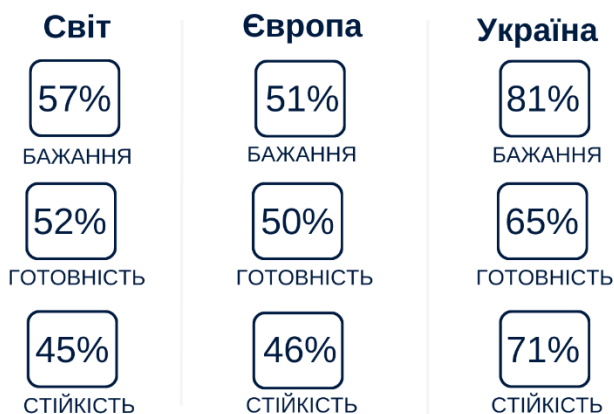 Світ
57%
БАЖАННЯ
52%
ГОТОВНІСТЬ
45%
СТІЙКІСТЬ
Європа
51%
БАЖАННЯ
50%
ГОТОВНІСТЬ
46%
СТІЙКІСТЬ
Україна
81%
БАЖАННЯ
65%
ГОТОВНІСТЬ
71%
СТІЙКІСТЬ